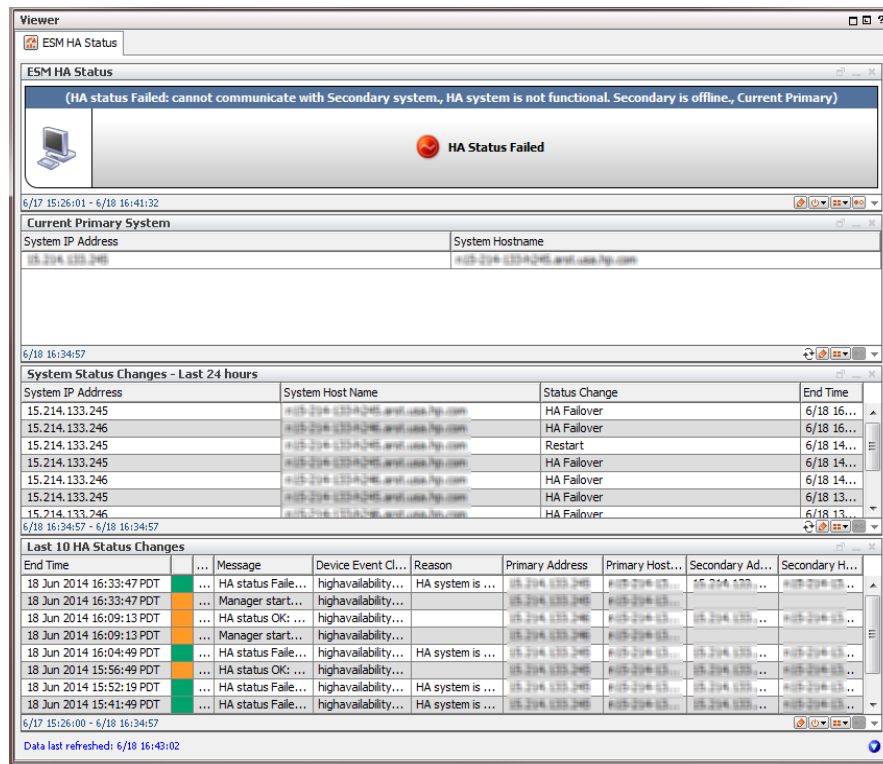 Viewer
ESM HA Status
ESM HA Status
(HA status Failed: cannot communicate with Secondary system., HA system is not functional. Secondary is offline., Current Primary)
HA Status Failed
6/17 15:26:01 - 6/18 16:41:32
Current Primary System
System IP Address System Hostname
6/18 16:34:57
System Status Changes - Last 24 hours
System IP Addrress System Host Name Status Change End Time
15.214.133.245 HA Failover 6/18 16...
15.214.133.246 HA Failover 6/18 16...
15.214.133.245 Restart 6/18 14...
15.214.133.245 HA Failover 6/18 14...
15.214.133.246 HA Failover 6/18 14...
15.214.133.245 HA Failover 6/18 13...
15.214.133.246 HA Failover 6/18 13...
6/18 16:34:57 - 6/18 16:34:57
Last 10 HA Status Changes
End Time ... Message Device Event Cl... Reason Primary Address Primary Host... Secondary Ad... Secondary H...
18 Jun 2014 16:33:47 PDT ... HA status Faile... highavailability... HA system is ...
18 Jun 2014 16:33:47 PDT ... Manager start... highavailability...
18 Jun 2014 16:09:13 PDT ... HA status OK: ... highavailability...
18 Jun 2014 16:09:13 PDT ... Manager start... highavailability...
18 Jun 2014 16:04:49 PDT ... HA status Faile... highavailability... HA system is ...
18 Jun 2014 15:56:49 PDT ... HA status OK: ... highavailability...
18 Jun 2014 15:52:19 PDT ... HA status Faile... highavailability... HA system is ...
18 Jun 2014 15:41:49 PDT ... HA status Faile... highavailability... HA system is ...
6/17 15:26:00 - 6/18 16:34:57
Data last refreshed: 6/18 16:43:02